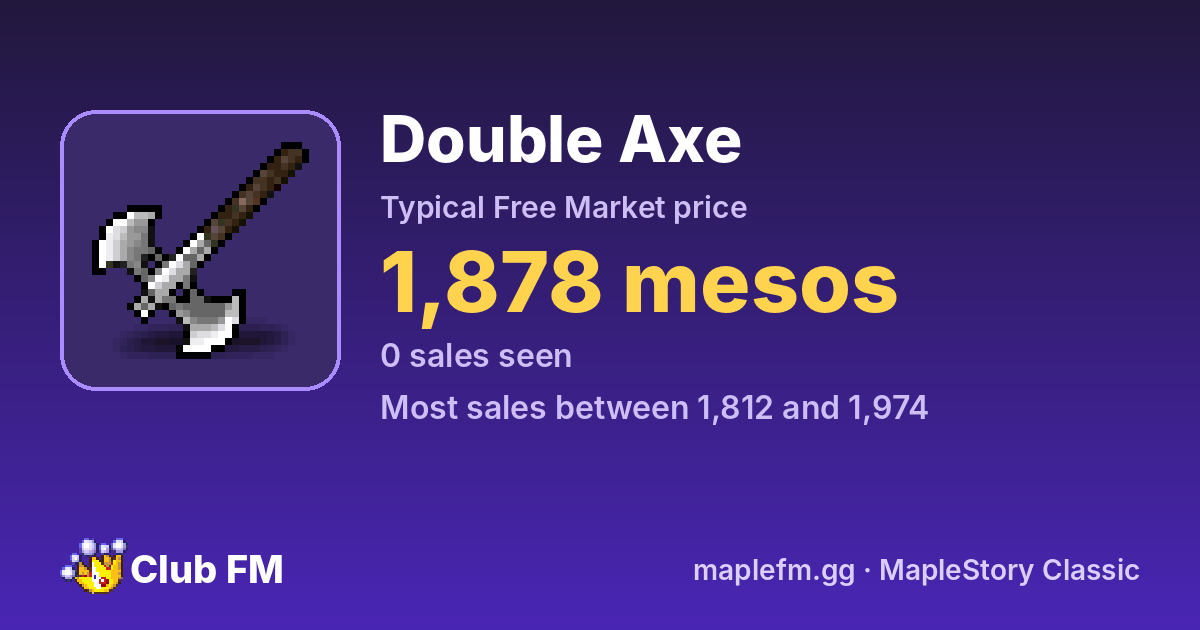 Double Axe
Typical Free Market price
1,878 mesos
0 sales seen
Most sales between 1,812 and 1,974
Club FM
maplefm.gg · MapleStory Classic